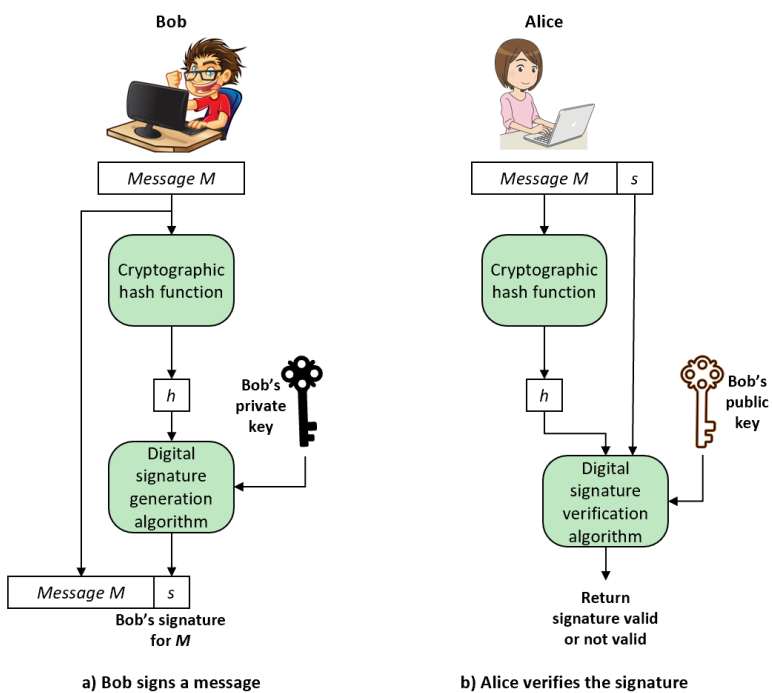 Bob
Message M
Cryptographic
hash function
h
Bob's
private
key
Digital
signature
generation
algorithm
Message M
s
Bob's signature
for M
a) Bob signs a message
Alice
Message M
s
Cryptographic
hash function
h
Bob's
public
key
Digital
signature
verification
algorithm
Return
signature valid
or not valid
b) Alice verifies the signature